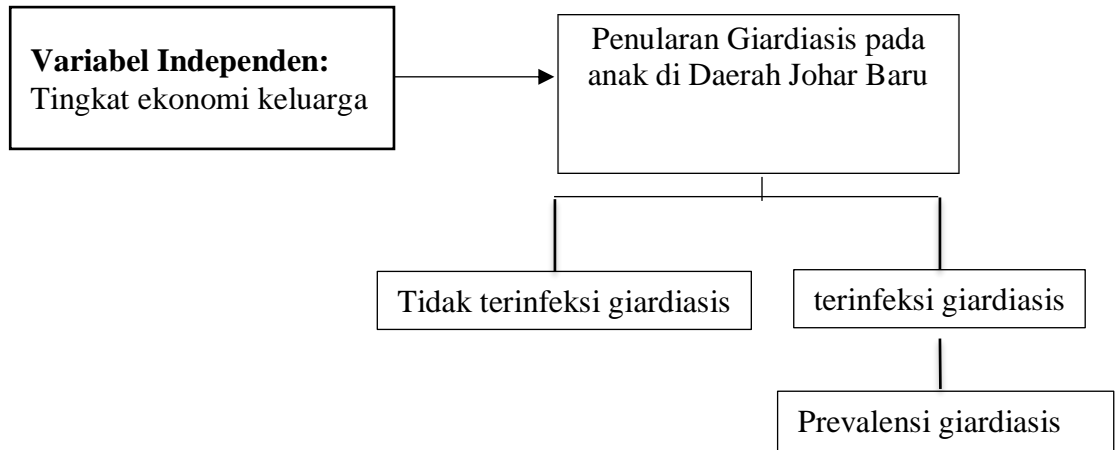 Variabel Independen:
Tingkat ekonomi keluarga
Penularan Giardiasis pada
anak di Daerah Johar Baru
Tidak terinfeksi giardiasis
terinfeksi giardiasis
Prevalensi giardiasis